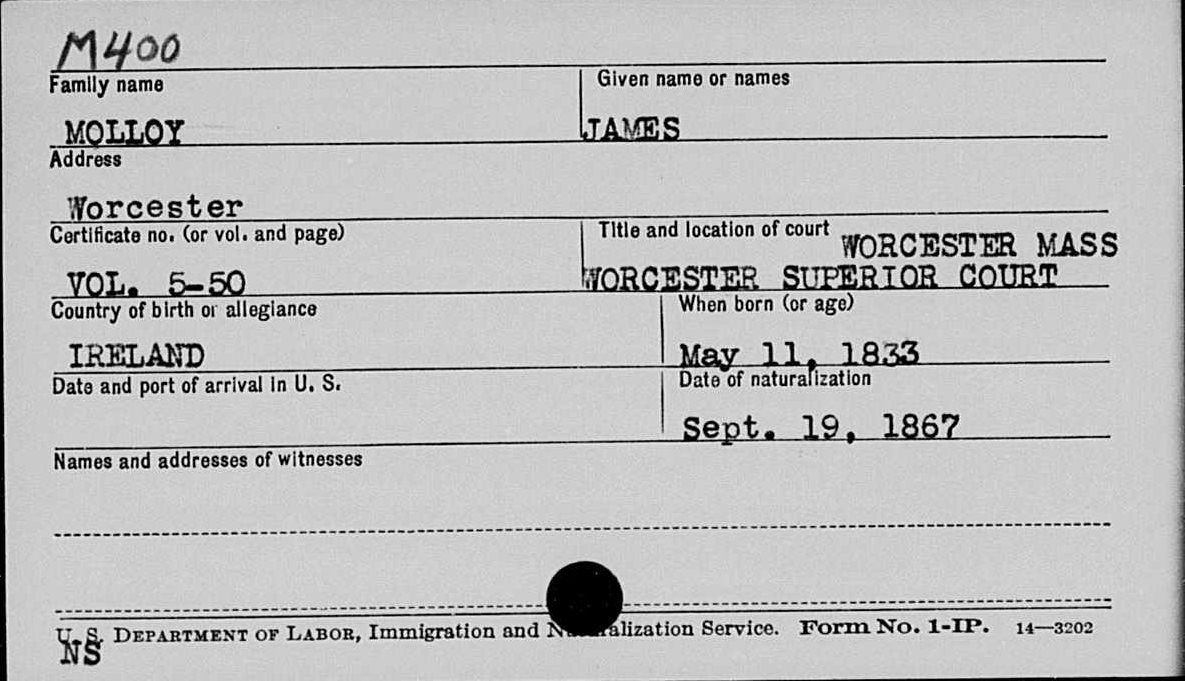 M400
Family name Given name or names
MOLLOY JAMES
Address
Worcester
Certificate no. (or vol. and page) Title and location of court WORCESTER MASS
VOL. 5-50 WORCESTER SUPERIOR COURT
Country of birth or allegiance When born (or age)
IRELAND May 11, 1833
Date and port of arrival in U. S. Date of naturalization
Sept. 19, 1867
Names and addresses of witnesses
U. S. DEPARTMENT OF LABOR, Immigration and Service. Form No. 1-IP. 14—3202
NS